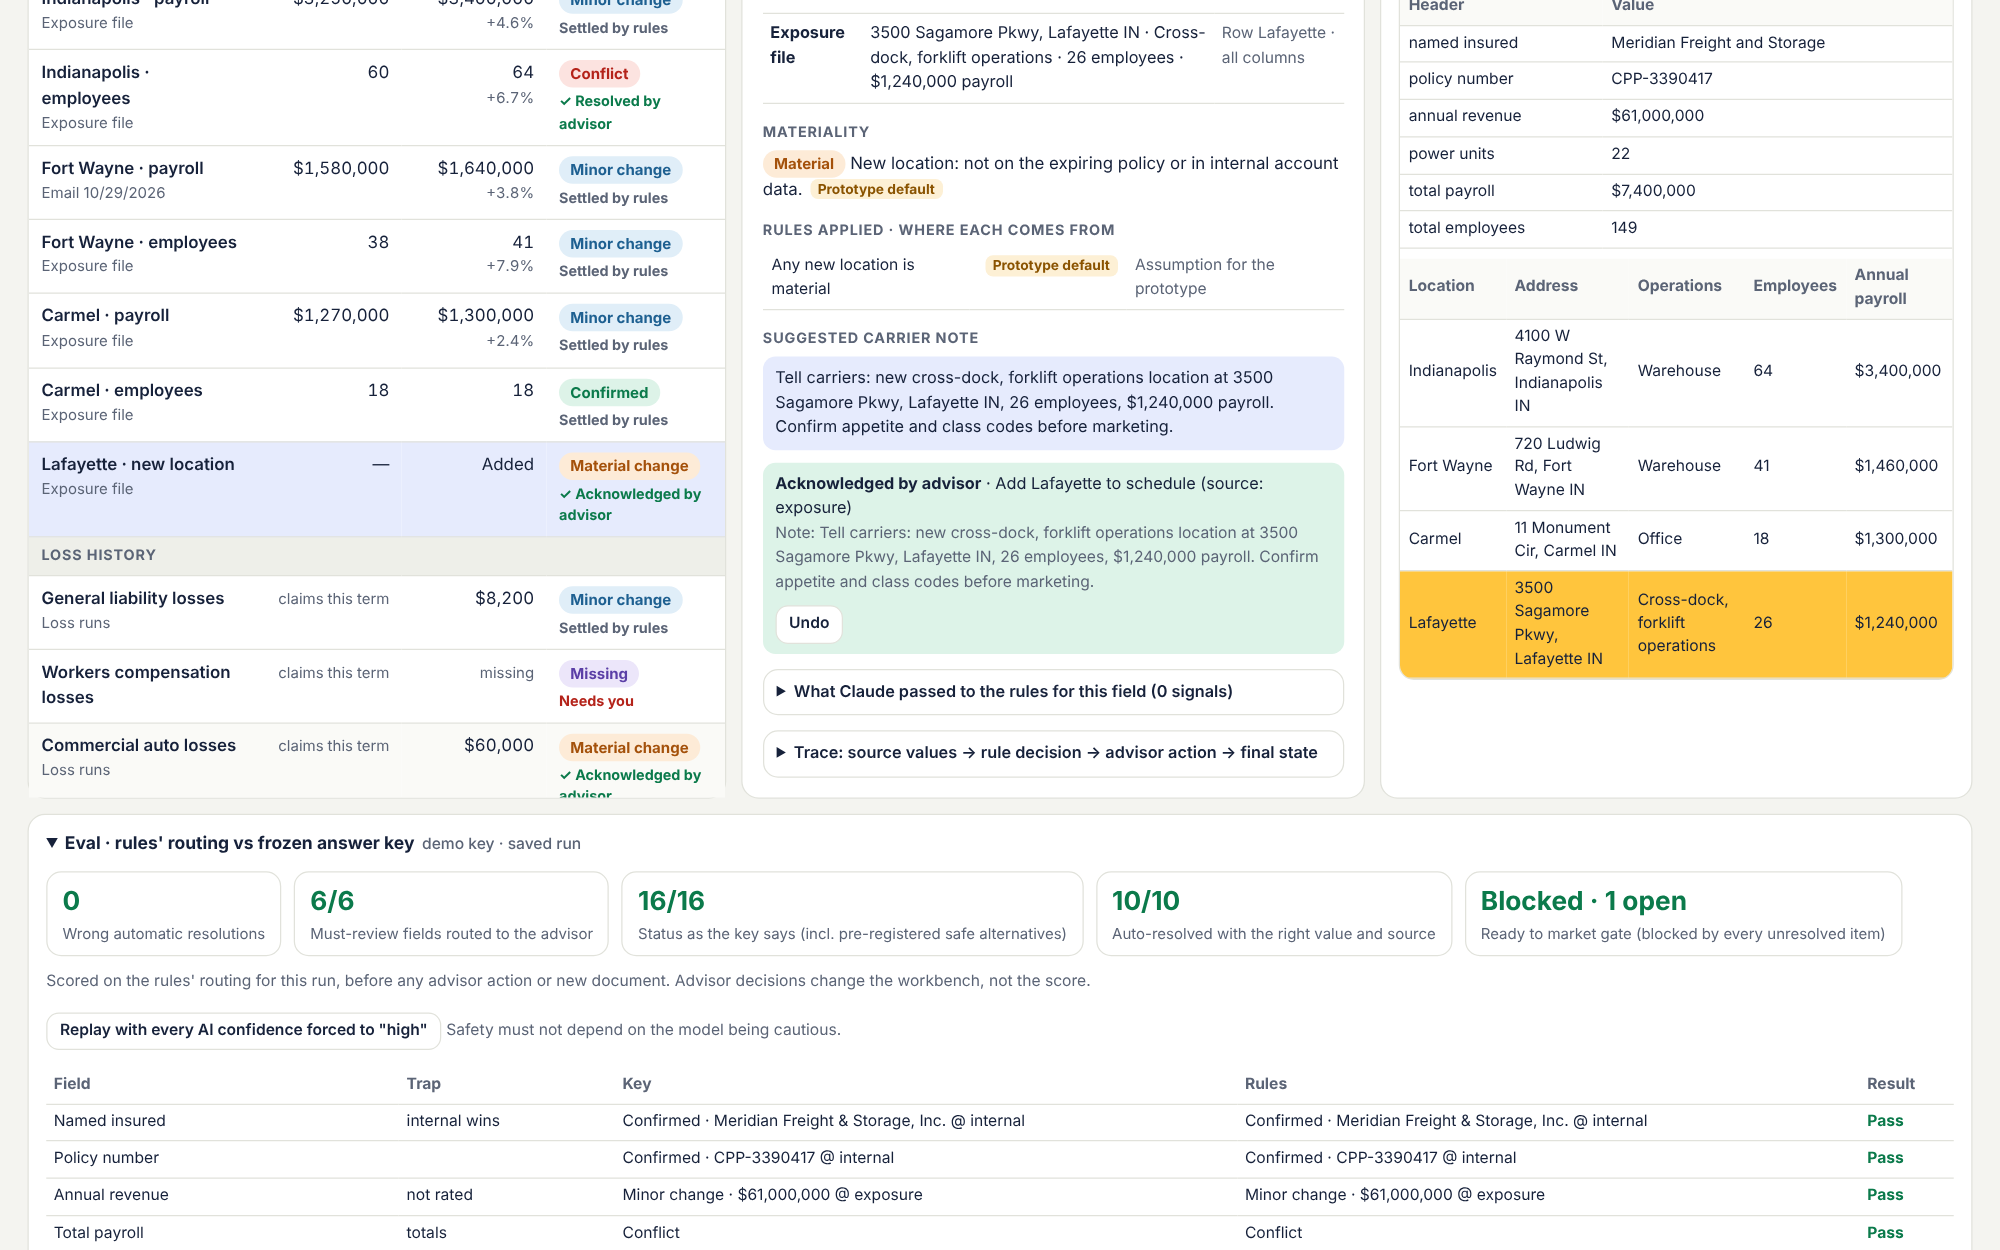 Indianapolis · payroll $3,250,000 $3,400,000 Minor change
Exposure file +4.6% Settled by rules
Indianapolis · 60 64 Conflict
employees +6.7% ✓ Resolved by
Exposure file advisor
Fort Wayne · payroll $1,580,000 $1,640,000 Minor change
Email 10/29/2026 +3.8% Settled by rules
Fort Wayne · employees 38 41 Minor change
Exposure file +7.9% Settled by rules
Carmel · payroll $1,270,000 $1,300,000 Minor change
Exposure file +2.4% Settled by rules
Carmel · employees 18 18 Confirmed
Exposure file Settled by rules
Lafayette · new location — Added Material change
Exposure file ✓ Acknowledged by
advisor
LOSS HISTORY
General liability losses claims this term $8,200 Minor change
Loss runs Settled by rules
Workers compensation claims this term missing Missing
losses Needs you
Commercial auto losses claims this term $60,000 Material change
Loss runs ✓ Acknowledged by
advisor
Exposure 3500 Sagamore Pkwy, Lafayette IN · Cross- Row Lafayette ·
file dock, forklift operations · 26 employees · all columns
$1,240,000 payroll
MATERIALITY
Material New location: not on the expiring policy or in internal account
data. Prototype default
RULES APPLIED · WHERE EACH COMES FROM
Any new location is Prototype default Assumption for the
material prototype
SUGGESTED CARRIER NOTE
Tell carriers: new cross-dock, forklift operations location at 3500
Sagamore Pkwy, Lafayette IN, 26 employees, $1,240,000 payroll.
Confirm appetite and class codes before marketing.
Acknowledged by advisor · Add Lafayette to schedule (source:
exposure)
Note: Tell carriers: new cross-dock, forklift operations location at 3500
Sagamore Pkwy, Lafayette IN, 26 employees, $1,240,000 payroll. Confirm
appetite and class codes before marketing.
Undo
▶ What Claude passed to the rules for this field (0 signals)
▶ Trace: source values → rule decision → advisor action → final state
Header Value
named insured Meridian Freight and Storage
policy number CPP-3390417
annual revenue $61,000,000
power units 22
total payroll $7,400,000
total employees 149
Location Address Operations Employees Annual
payroll
4100 W
Raymond St,
Indianapolis Warehouse 64 $3,400,000
Indianapolis
IN
720 Ludwig
Fort Wayne Rd, Fort Warehouse 41 $1,460,000
Wayne IN
Carmel 11 Monument Office 18 $1,300,000
Cir, Carmel IN
3500
Sagamore Cross-dock,
Lafayette Pkwy, forklift 26 $1,240,000
Lafayette IN operations
▼ Eval · rules' routing vs frozen answer key demo key · saved run
0 6/6 16/16 10/10 Blocked · 1 open
Wrong automatic resolutions Must-review fields routed to the advisor Status as the key says (incl. pre-registered safe alternatives) Auto-resolved with the right value and source Ready to market gate (blocked by every unresolved item)
Scored on the rules' routing for this run, before any advisor action or new document. Advisor decisions change the workbench, not the score.
Replay with every AI confidence forced to "high" Safety must not depend on the model being cautious.
Field Trap Key Rules Result
Named insured internal wins Confirmed · Meridian Freight & Storage, Inc. @ internal Confirmed · Meridian Freight & Storage, Inc. @ internal Pass
Policy number Confirmed · CPP-3390417 @ internal Confirmed · CPP-3390417 @ internal Pass
Annual revenue not rated Minor change · $61,000,000 @ exposure Minor change · $61,000,000 @ exposure Pass
Total payroll totals Conflict Conflict Pass